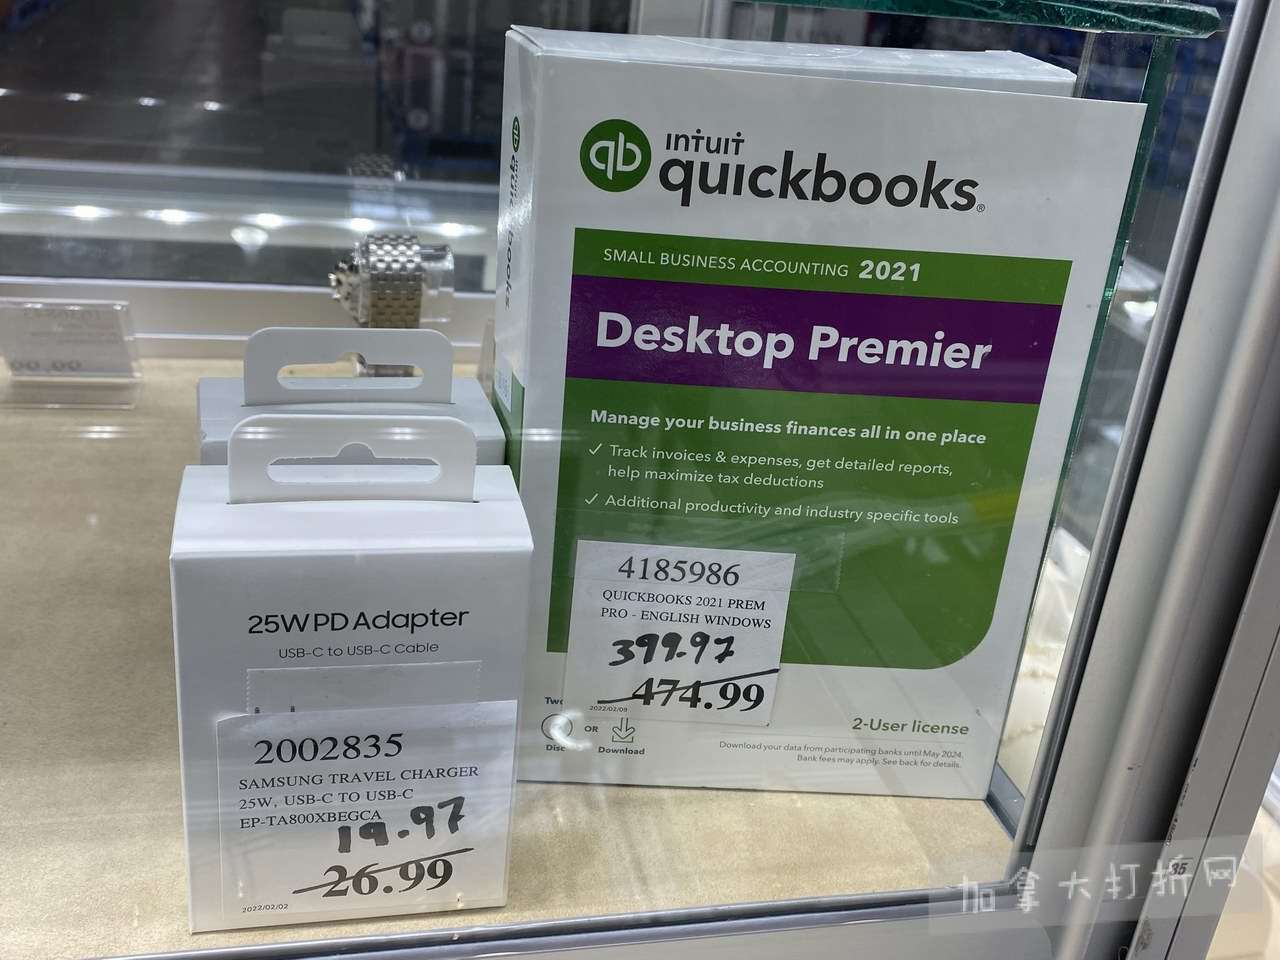 ıntuıt
quickbooks®
SMALL BUSINESS ACCOUNTING 2021
Desktop Premier
Manage your business finances all in one place
✓ Track invoices & expenses, get detailed reports,
help maximize tax deductions
✓ Additional productivity and industry specific tools
4185986
QUICKBOOKS 2021 PREM
PRO - ENGLISH WINDOWS
399.97
474.99
2022/02/09
OR
Disc
Download
2-User license
Download your data from participating banks until May 2024.
Bank fees may apply. See back for details.
qb
quickbooks
25W PD Adapter
USB-C to USB-C Cable
2002835
SAMSUNG TRAVEL CHARGER
25W, USB-C TO USB-C
EP-TA800XBEGCA
19.97
26.99
2022/02/02
35
加拿大打折网